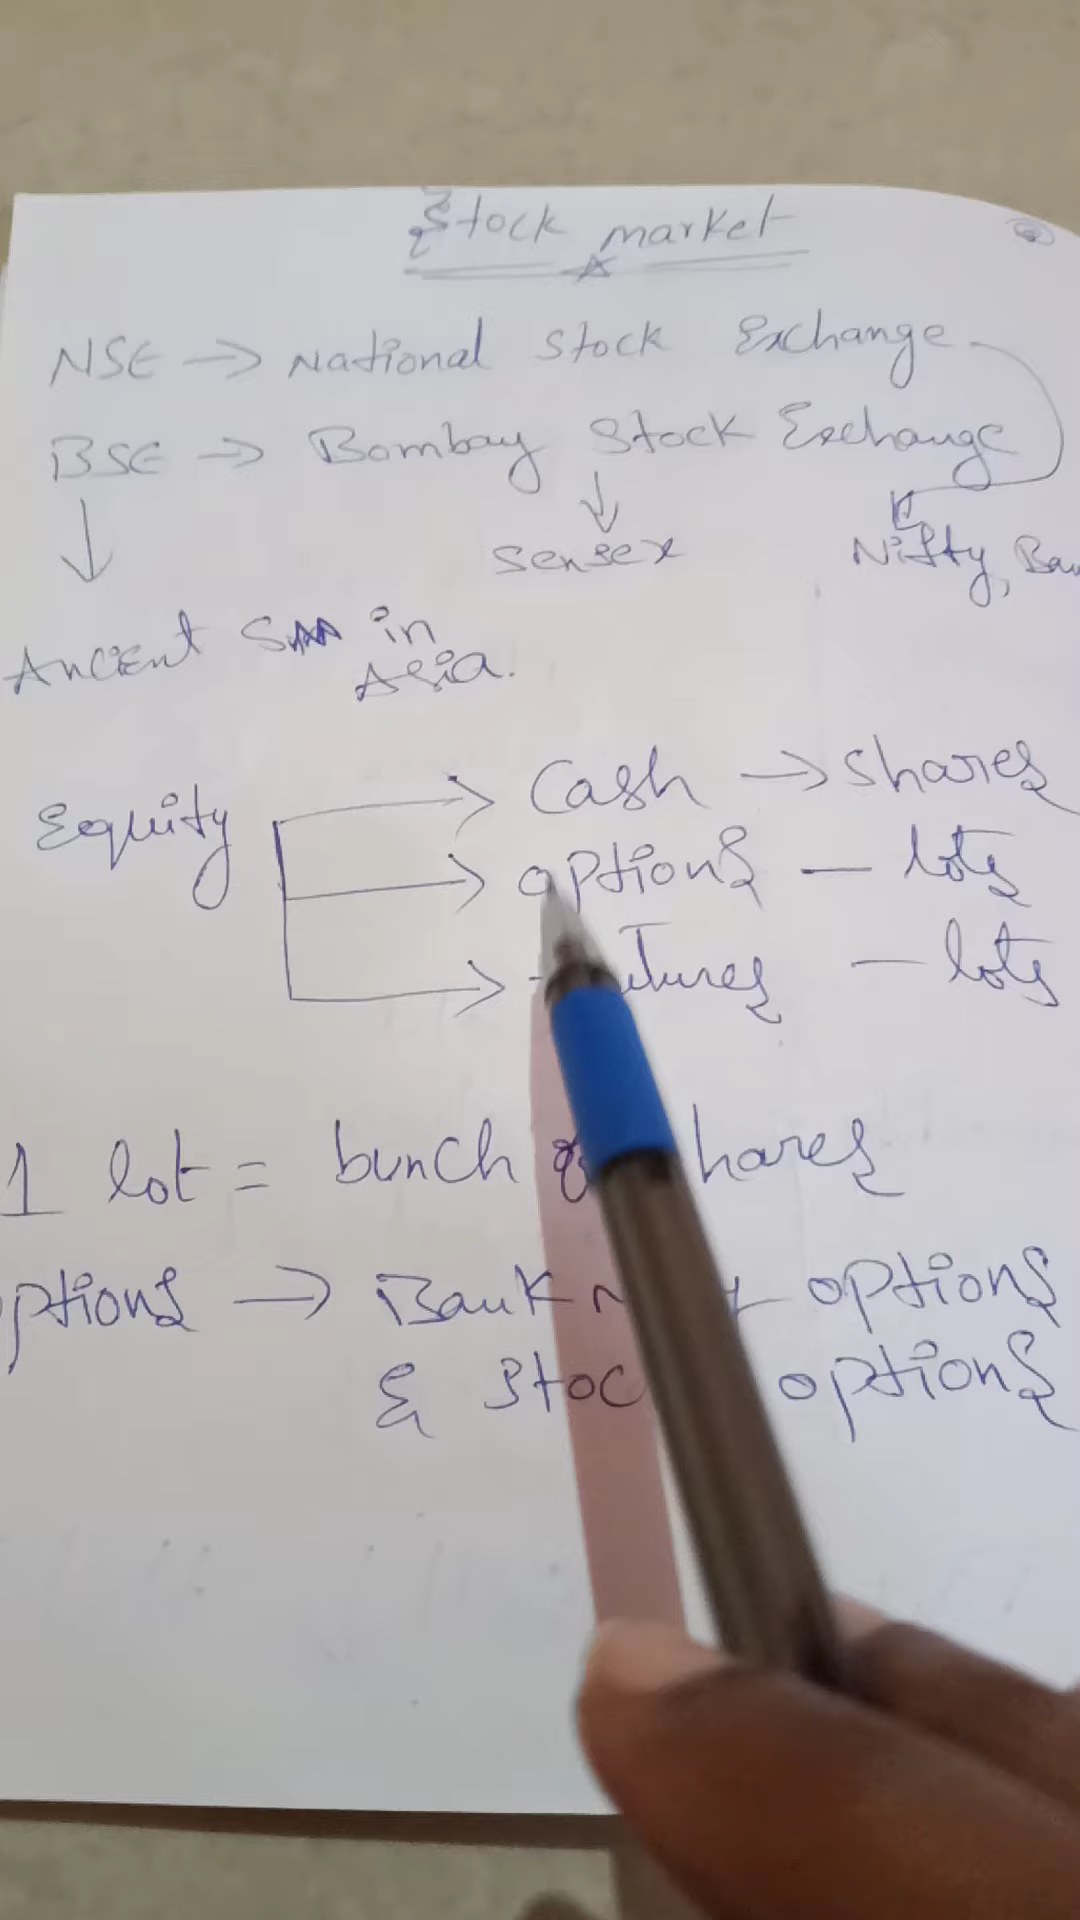 Stock market
NSE → National Stock Exchange
BSE → Bombay Stock Exchange
Sensex
Nifty,
Ancient in
Asia.
Equity
Cash → shares
options — lots
— lots
1 lot = bunch
→ Bank options
& options